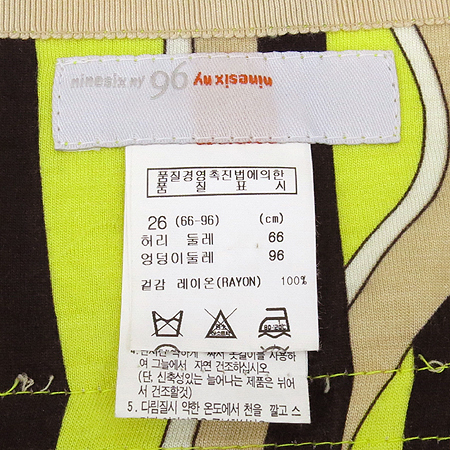 ninesix ny 96 ninesix ny
품질경영촉진법에의한
품 질 표 시
26 (66-96) (cm)
허리 둘레 66
엉덩이둘레 96
겉감 레이온(RAYON) 100%
여 그늘에서 자연 건조하십시오.
(단, 신축성있는 늘어나는 제품은 뉘어
서 건조하십시오.)
5. 다림질시 약한 온도에서 천을 깔고 스